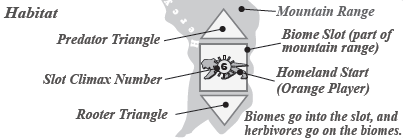 Habitat
Mountain Range
Predator Triangle
Biome Slot (part of
mountain range)
Slot Climax Number
G
Homeland Start
(Orange Player)
Rooter Triangle
Biomes go into the slot, and
herbivores go on the biomes.